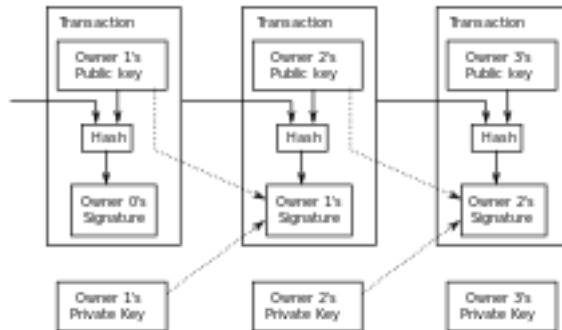 Transaction
Owner 1's
Public key
Hash
Owner 0's
Signature
Owner 1's
Private Key
Transaction
Owner 2's
Public key
Hash
Owner 1's
Signature
Owner 2's
Private Key
Transaction
Owner 3's
Public key
Hash
Owner 2's
Signature
Owner 3's
Private Key